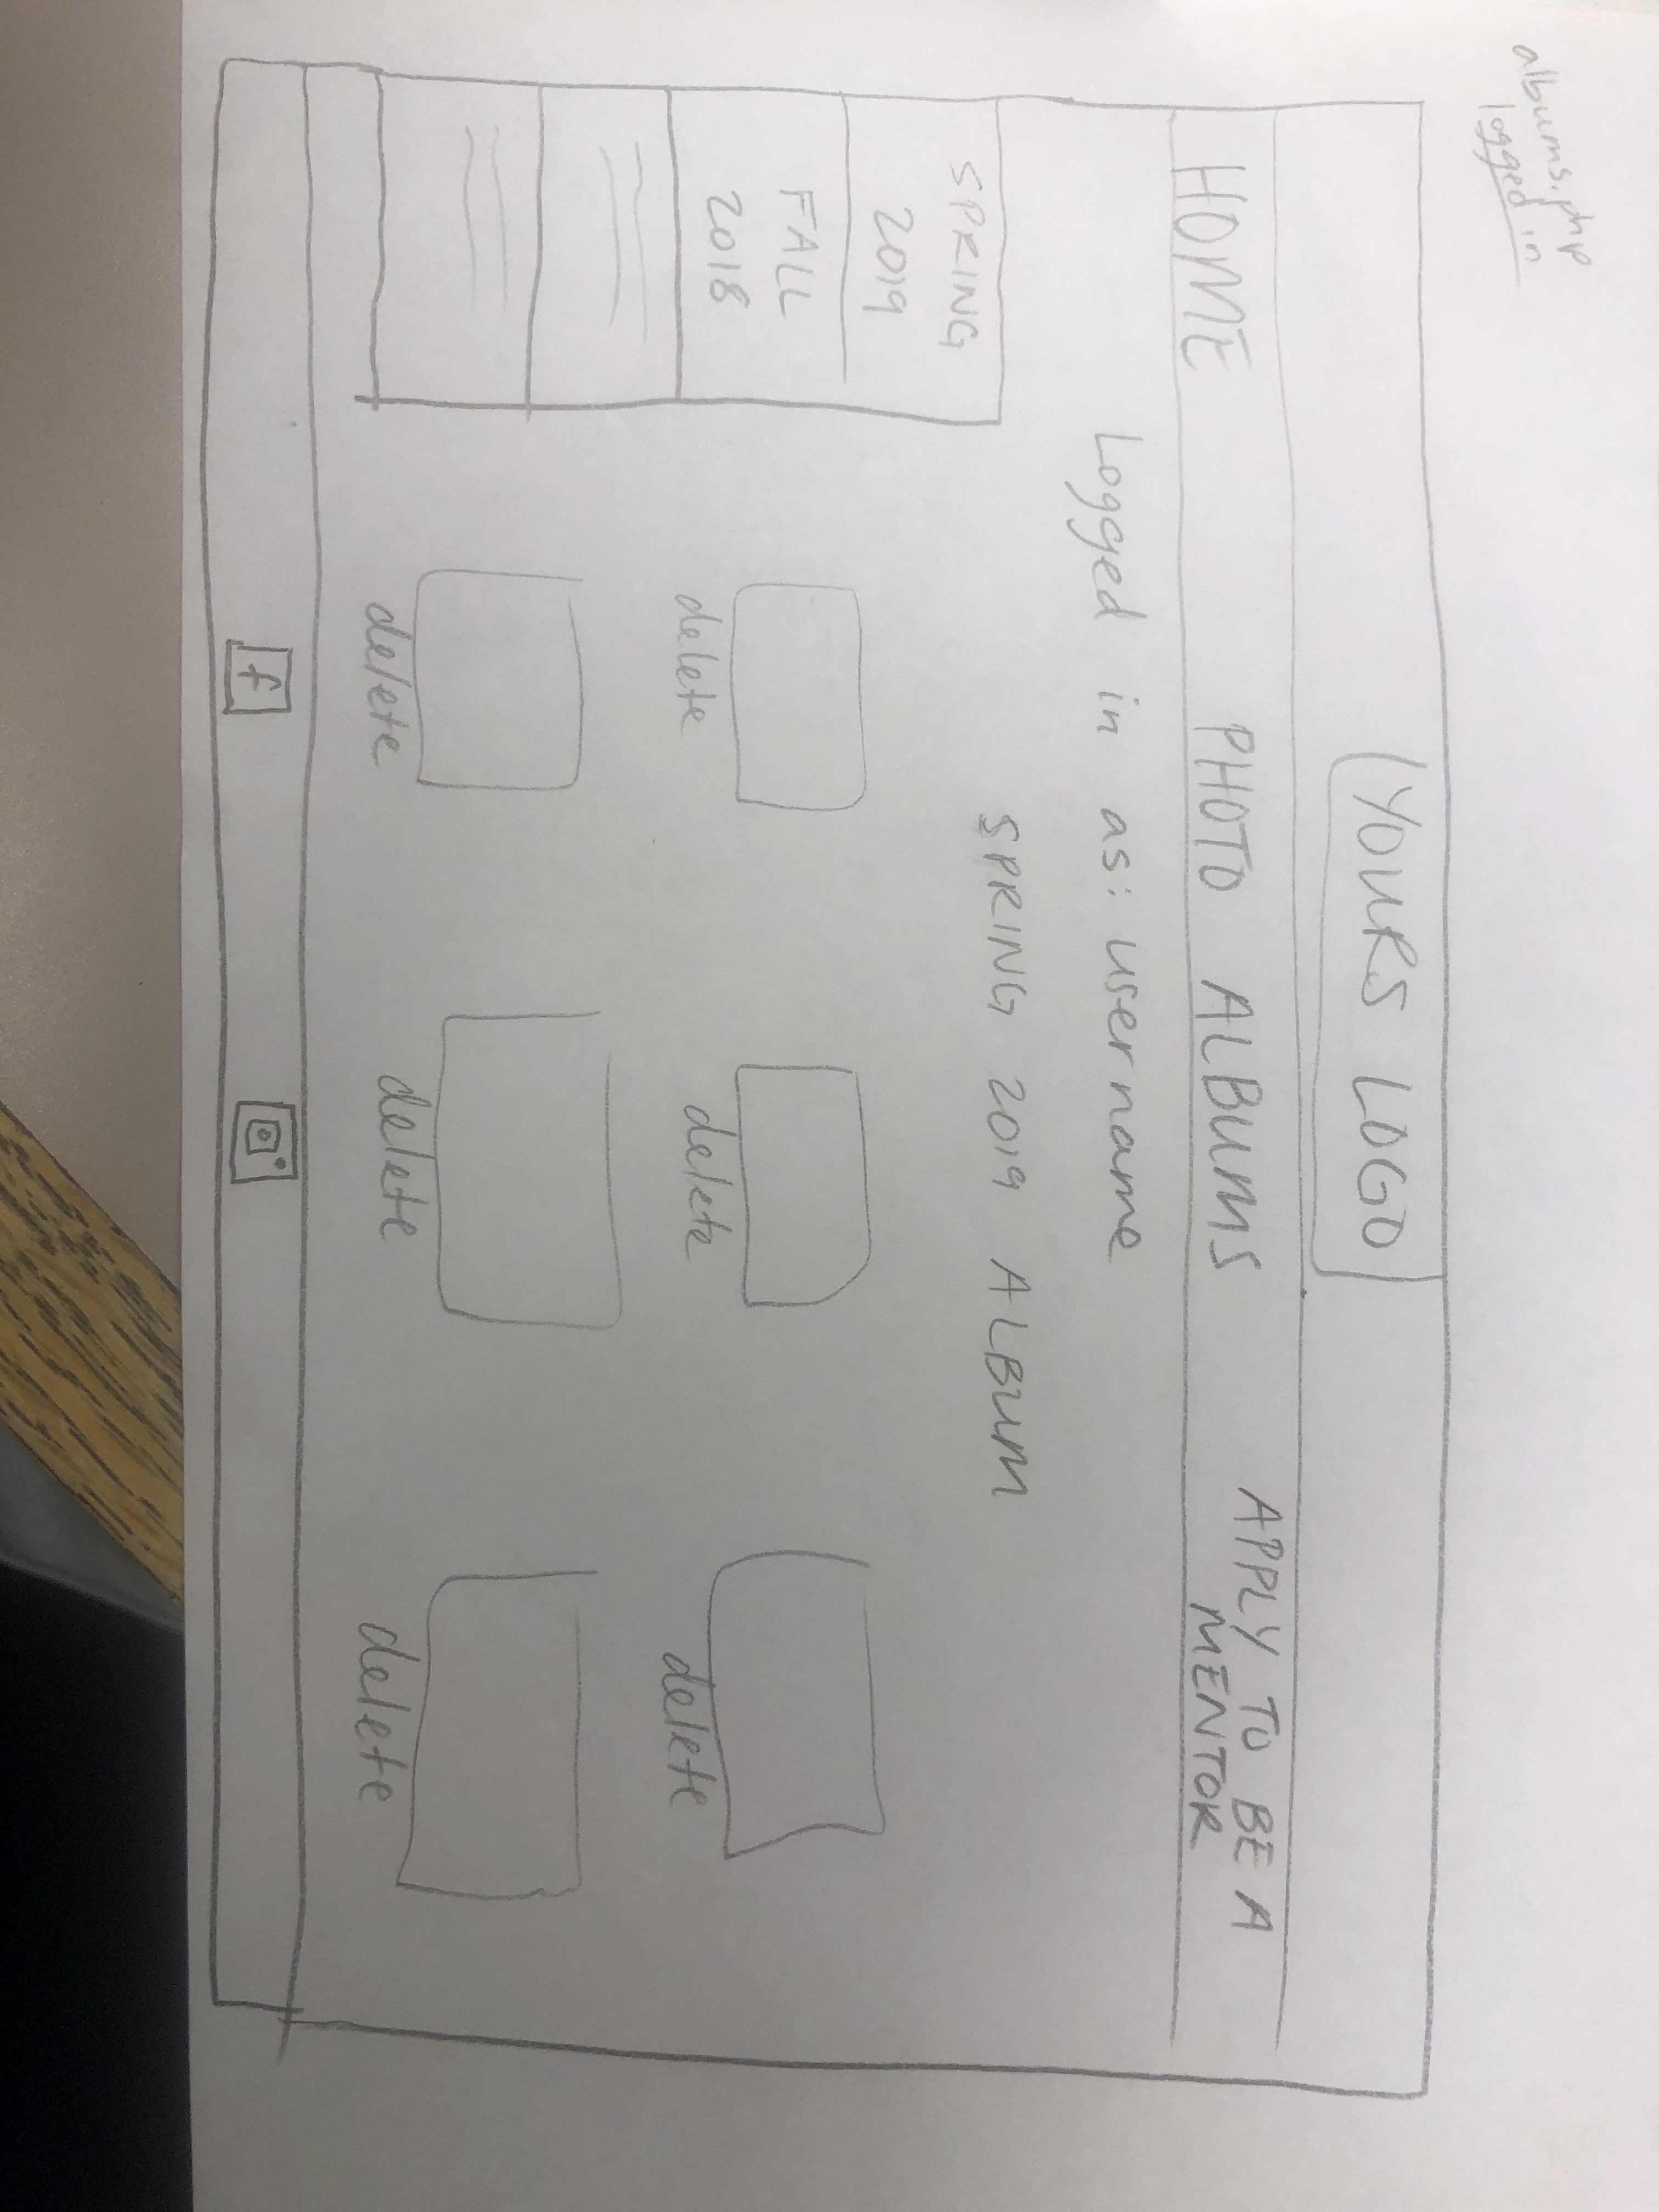 albums.php
logged in
YOURS LOGO
HOME PHOTO ALBUMS APPLY TO BE A
MENTOR
Logged in as: username
SPRING 2019 ALBUM
SPRING
2019
FALL
2018
delete delete delete
delete delete delete
f